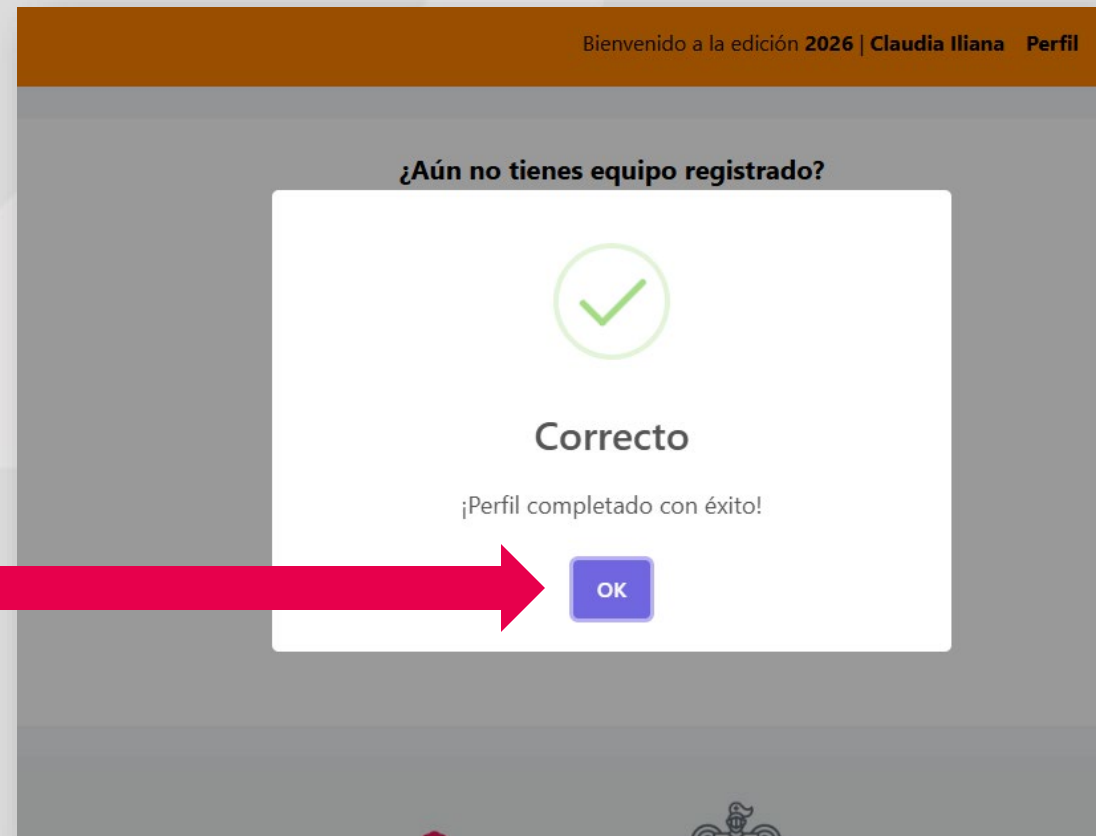 Bienvenido a la edición 2026 | Claudia Iliana Perfil
¿Aún no tienes equipo registrado?
Correcto
¡Perfil completado con éxito!
OK